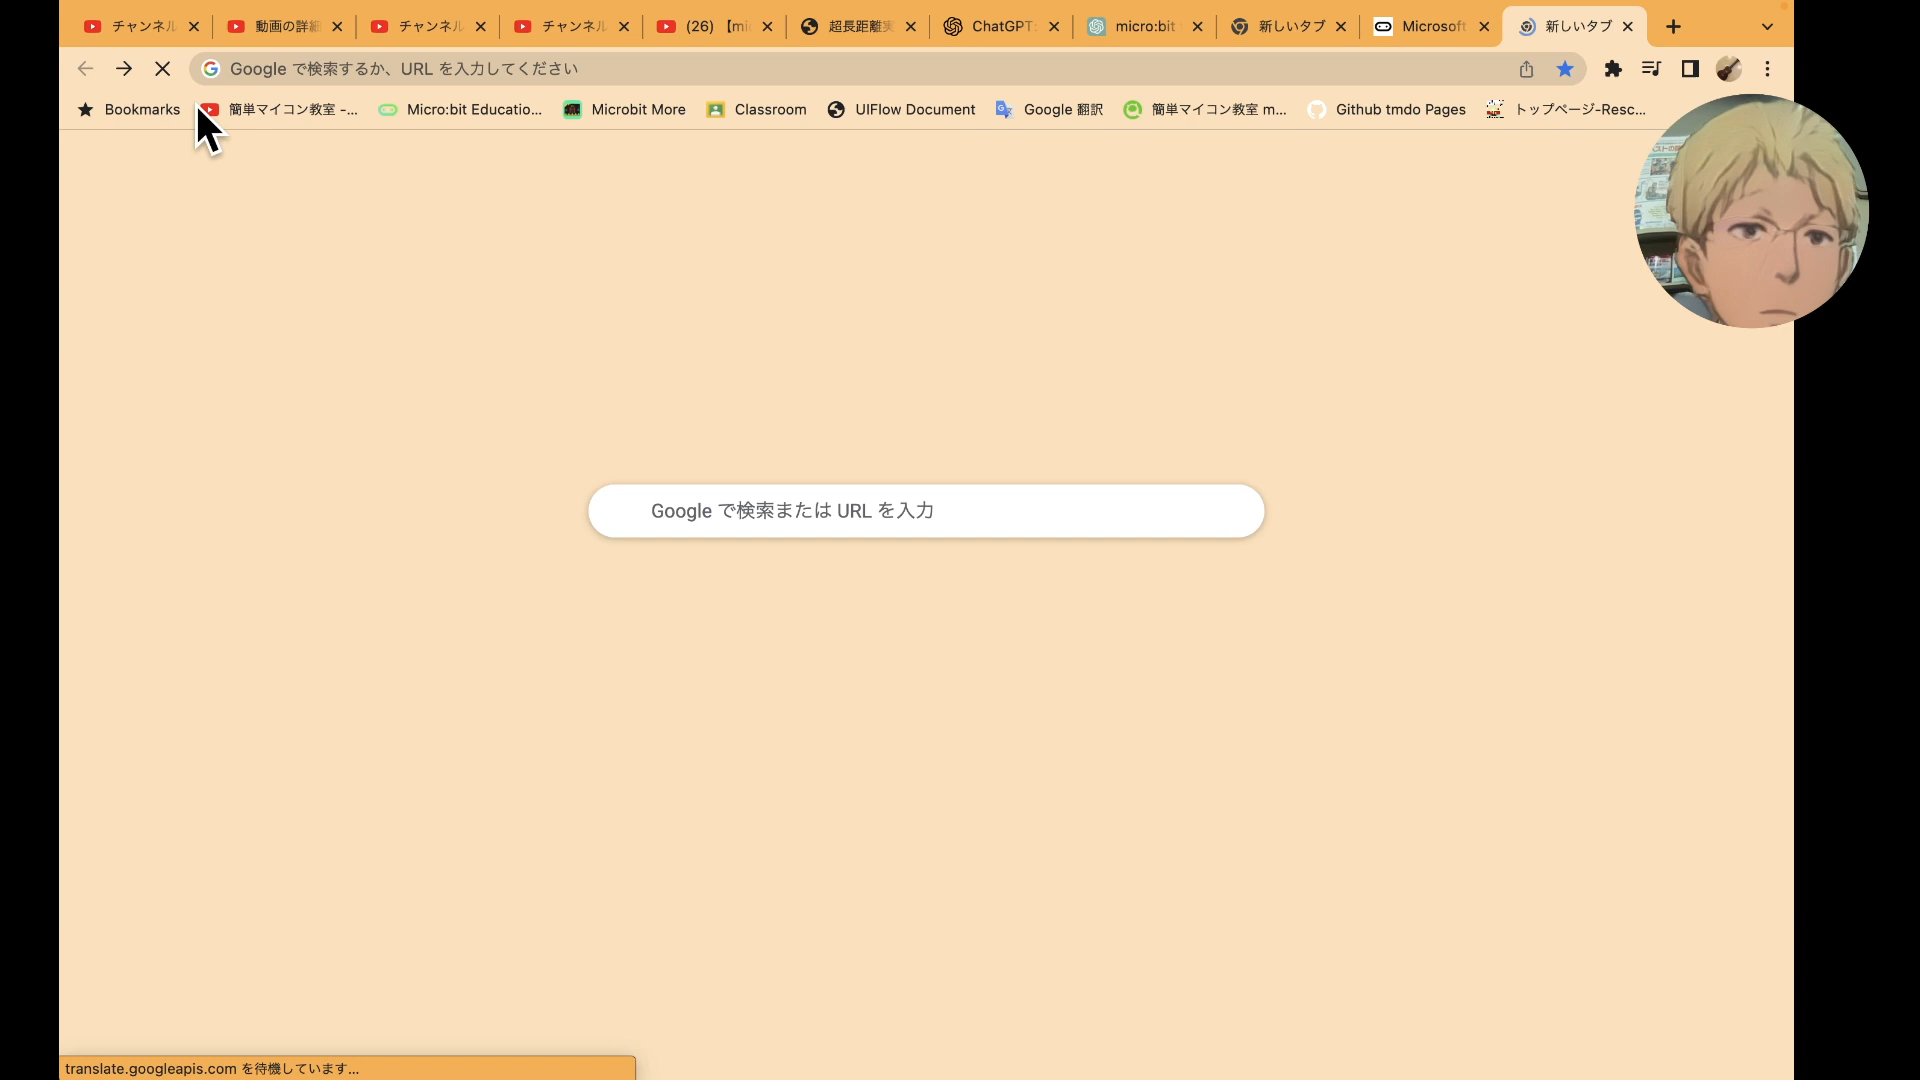 チャンネル
動画の詳細
チャンネル
チャンネル
(26) 【mi
超長距離実
ChatGPT:
micro:bit
新しいタブ
Microsoft
新しいタブ
Google で検索するか、URL を入力してください
Bookmarks
簡単マイコン教室 -...
Micro:bit Educatio...
Microbit More
Classroom
UIFlow Document
Google 翻訳
簡単マイコン教室 m...
Github tmdo Pages
トップページ-Resc...
Google で検索または URL を入力
translate.googleapis.com を待機しています...